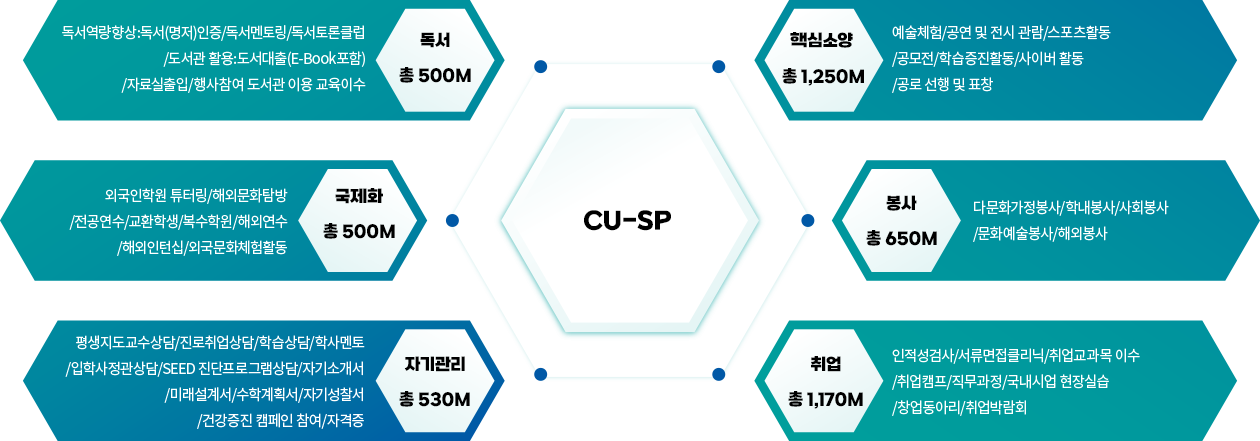 독서역량향상:독서(명저)인증/독서멘토링/독서토론클럽
/도서관 활용:도서대출(E-Book포함)
/자료실출입/행사참여 도서관 이용 교육이수
독서
총 500M
핵심소양
총 1,250M
예술체험/공연 및 전시 관람/스포츠활동
/공모전/학습증진활동/사이버 활동
/공로 선행 및 표창
외국인학원 튜터링/해외문화탐방
/전공연수/교환학생/복수학위/해외연수
/해외인턴십/외국문화체험활동
국제화
총 500M
CU-SP
봉사
총 650M
다문화가정봉사/학내봉사/사회봉사
/문화예술봉사/해외봉사
평생지도교수상담/진로취업상담/학습상담/학사멘토
/입학사정관상담/SEED 진단프로그램상담/자기소개서
/미래설계서/수학계획서/자기성찰서
/건강증진 캠페인 참여/자격증
자기관리
총 530M
취업
총 1,170M
인적성검사/서류면접클리닉/취업교과목 이수
/취업캠프/직무과정/국내시업 현장실습
/창업동아리/취업박람회